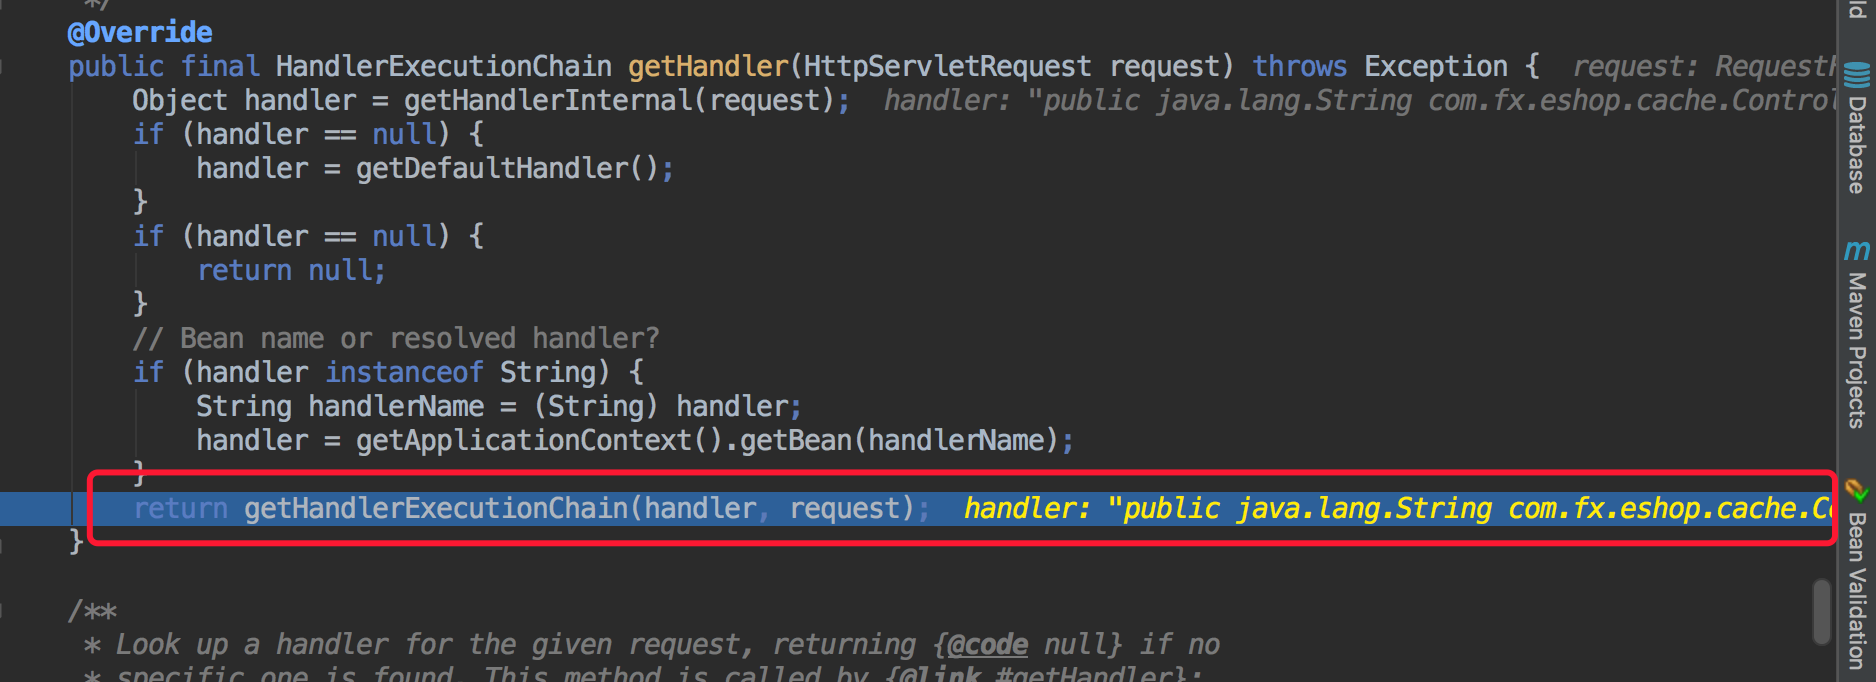 */
@Override
public final HandlerExecutionChain getHandler(HttpServletRequest request) throws Exception {  request:
    Object handler = getHandlerInternal(request);  handler: "public java.lang.String com.fx.eshop.cache.Control
    if (handler == null) {
        handler = getDefaultHandler();
    }
    if (handler == null) {
        return null;
    }
    // Bean name or resolved handler?
    if (handler instanceof String) {
        String handlerName = (String) handler;
        handler = getApplicationContext().getBean(handlerName);
    }
    return getHandlerExecutionChain(handler, request);  handler: "public java.lang.String com.fx.eshop.cache.Co
}
/**
 * Look up a handler for the given request, returning {@code null} if no
 * specific one is found. This method is called by {@link #getHandler};
ld
Database
m
Maven Projects
Bean Validation